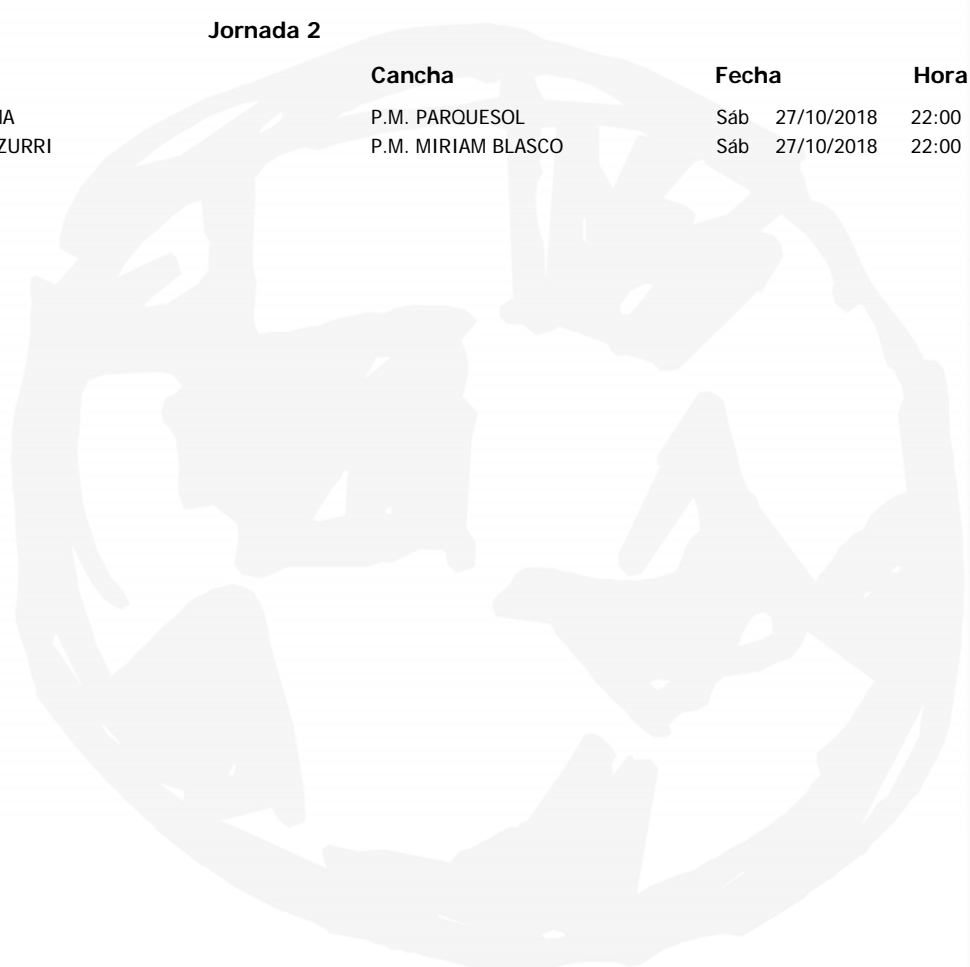 Jornada 2
Cancha Fecha Hora
P.M. PARQUESOL Sáb 27/10/2018 22:00
ZURRI P.M. MIRIAM BLASCO Sáb 27/10/2018 22:00